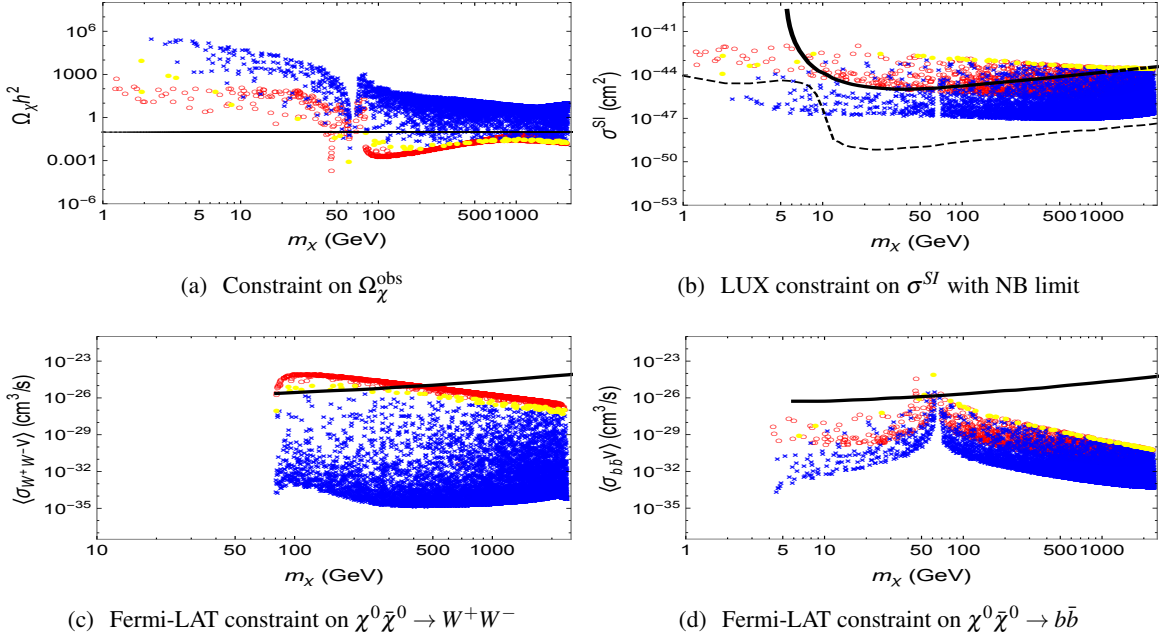 10^6
1000
1
0.001
10^-6
Ω_χ h^2
1 5 10 50 100 500 1000
m_χ (GeV)
(a) Constraint on Ω_χ^obs
10^-41
10^-44
10^-47
10^-50
10^-53
σ^SI (cm^2)
1 5 10 50 100 500 1000
m_χ (GeV)
(b) LUX constraint on σ^SI with NB limit
10^-23
10^-26
10^-29
10^-32
10^-35
⟨σ_W+W- v⟩ (cm^3/s)
10 50 100 500 1000
m_χ (GeV)
(c) Fermi-LAT constraint on χ^0 χ̄^0 → W^+W^-
10^-23
10^-26
10^-29
10^-32
10^-35
⟨σ_bb̄ v⟩ (cm^3/s)
1 5 10 50 100 500 1000
m_χ (GeV)
(d) Fermi-LAT constraint on χ^0 χ̄^0 → bb̄